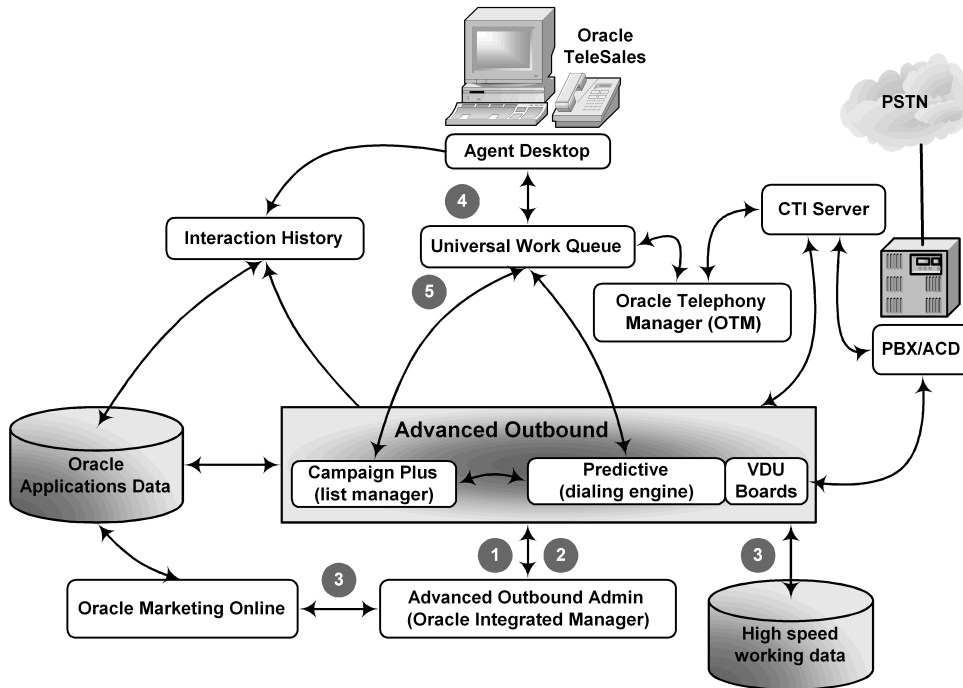 Oracle
TeleSales
PSTN
Agent Desktop
4
CTI Server
Interaction History
Universal Work Queue
5
Oracle Telephony
Manager (OTM)
PBX/ACD
Advanced Outbound
Oracle
Applications Data
Campaign Plus
(list manager)
Predictive
(dialing engine)
VDU
Boards
1
2
3
3
Oracle Marketing Online
Advanced Outbound Admin
(Oracle Integrated Manager)
High speed
working data